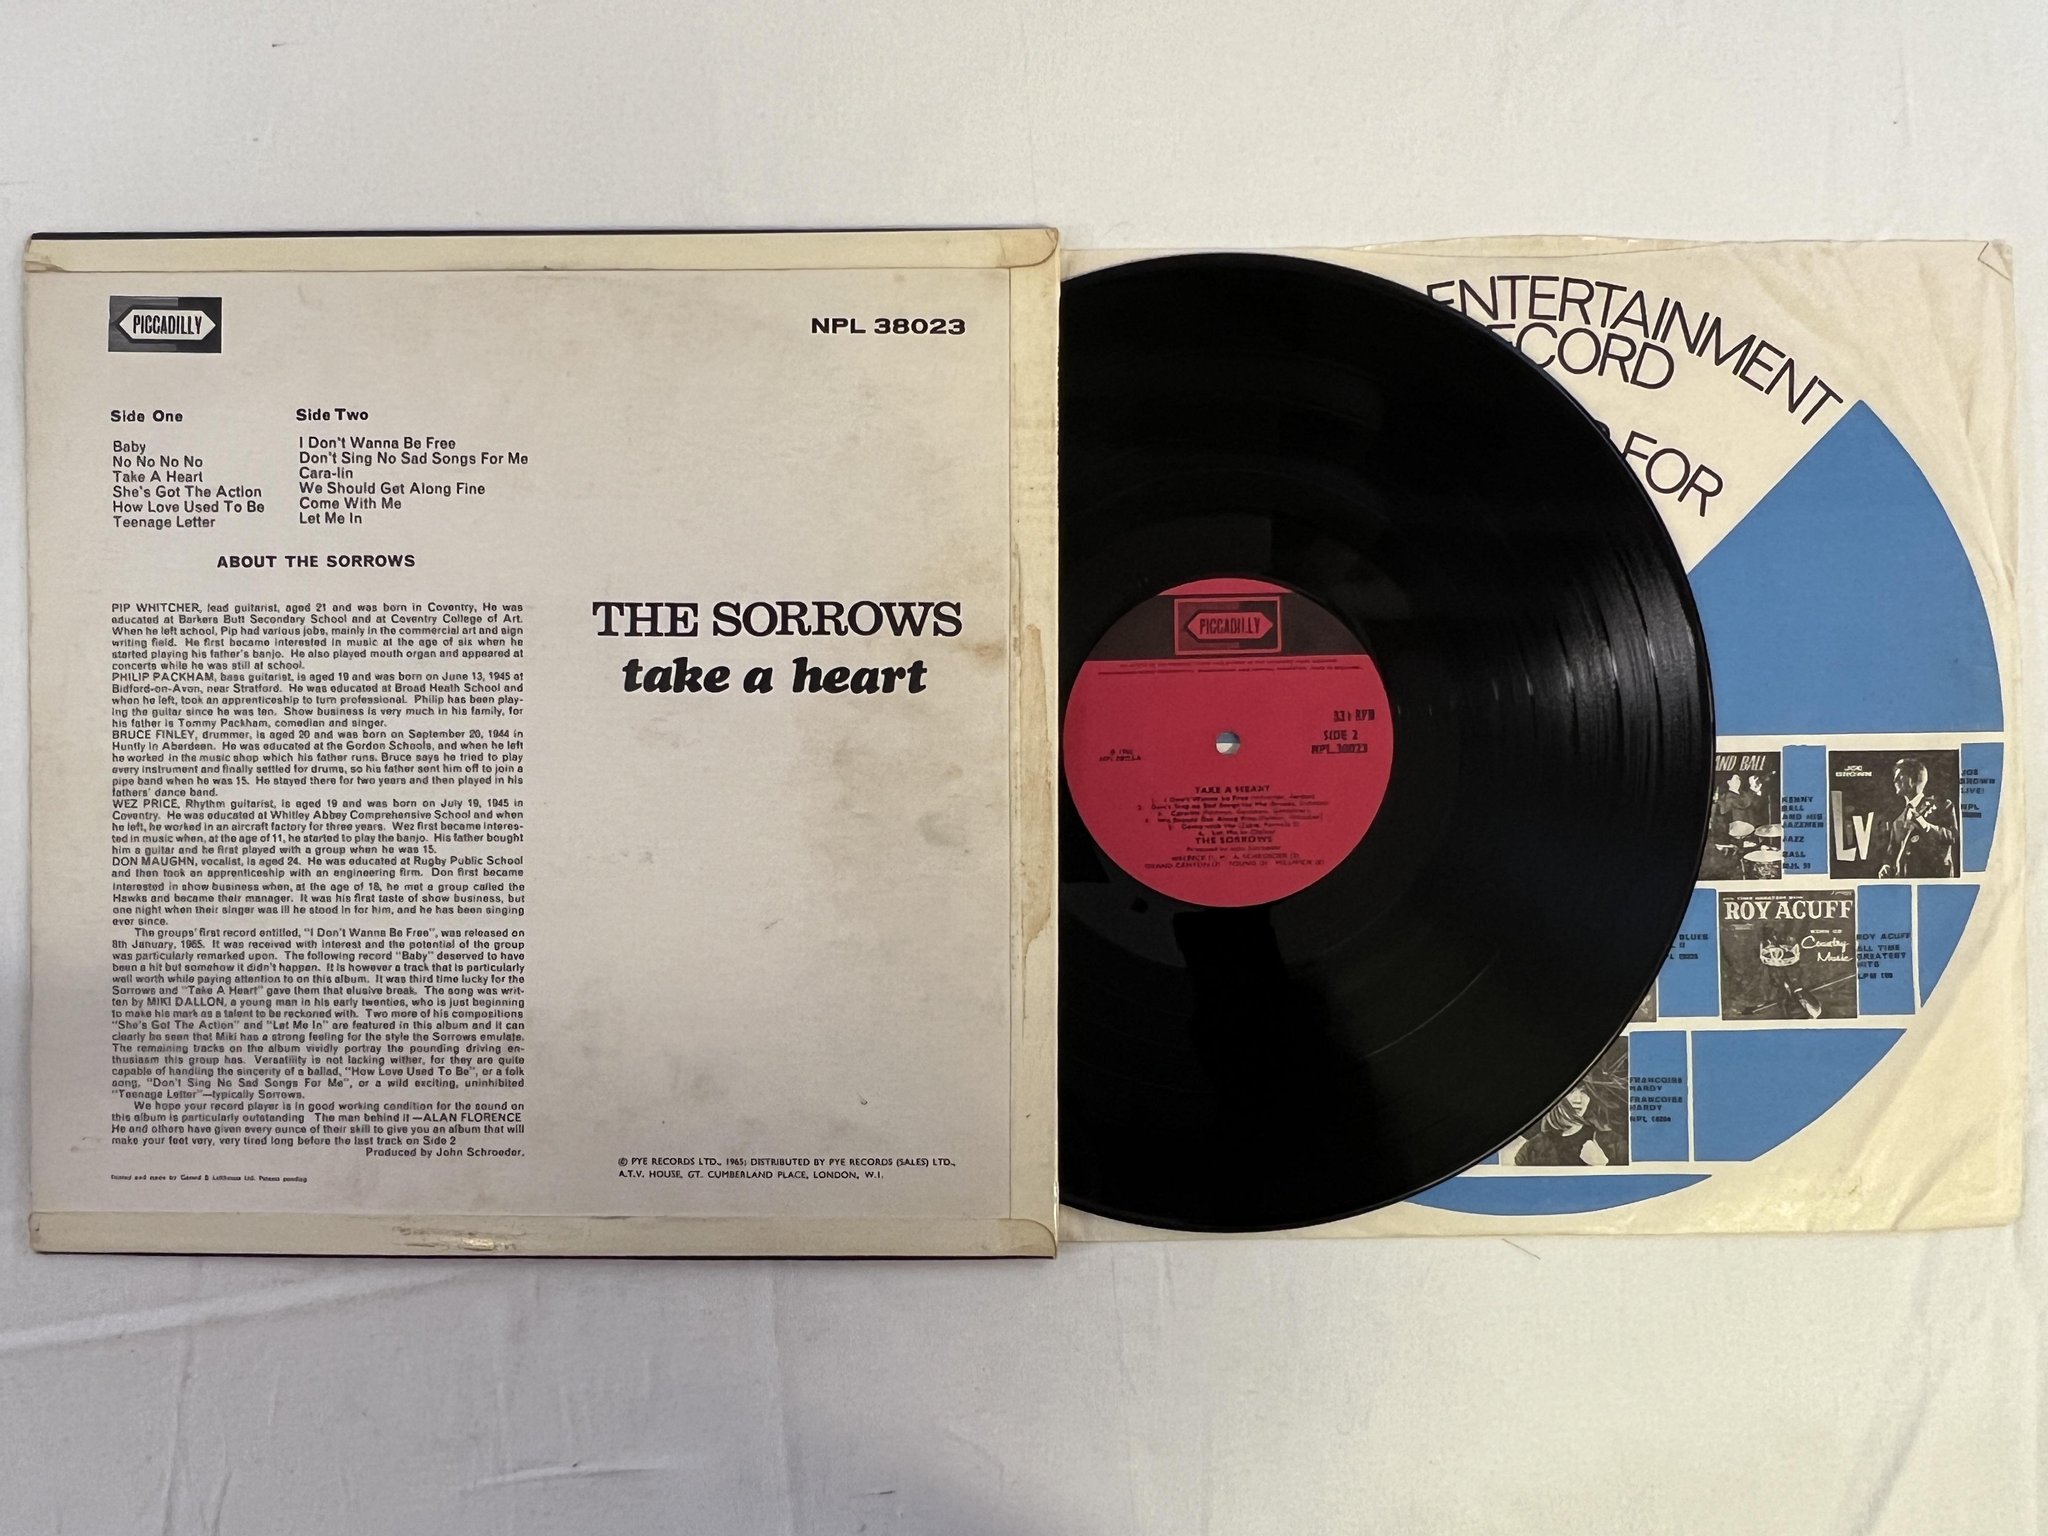 PICCADILLY
NPL 38023
Side One
Baby
No No No No
Take A Heart
She's Got The Action
How Love Used To Be
Teenage Letter
Side Two
I Don't Wanna Be Free
Don't Sing No Sad Songs For Me
Cara-lin
We Should Get Along Fine
Come With Me
Let Me In
ABOUT THE SORROWS
PIP WHITCHER, lead guitarist, aged 21 and was born in Coventry, He was
educated at Barkers Butt Secondary School and at Coventry College of Art.
When he left school, Pip had various jobs, mainly in the commercial art and sign
writing field. He first became interested in music at the age of six when he
started playing his father's banjo. He also played mouth organ and appeared at
concerts while he was still at school.
PHILIP PACKHAM, bass guitarist, is aged 19 and was born on June 13, 1945 at
Bidford-on-Avon, near Stratford. He was educated at Broad Heath School and
when he left, took an apprenticeship to turn professional. Philip has been play-
ing the guitar since he was ten. Show business is very much in his family, for
his father is Tommy Packham, comedian and singer.
BRUCE FINLEY, drummer, is aged 20 and was born on September 20, 1944 in
Huntly in Aberdeen. He was educated at the Gordon Schools, and when he left
he worked in the music shop which his father runs. Bruce says he tried to play
every instrument and finally settled for drums, so his father sent him off to join a
pipe band when he was 15. He stayed there for two years and then played in his
fathers' dance band.
WEZ PRICE, Rhythm guitarist, is aged 19 and was born on July 19, 1945 in
Coventry. He was educated at Whitley Abbey Comprehensive School and when
he left, he worked in an aircraft factory for three years. Wez first became interes-
ted in music when, at the age of 11, he started to play the banjo. His father bought
him a guitar and he first played with a group when he was 15.
DON MAUGHN, vocalist, is aged 24. He was educated at Rugby Public School
and then took an apprenticeship with an engineering firm. Don first became
interested in show business when, at the age of 18, he met a group called the
Hawks and became their manager. It was his first taste of show business, but
one night when their singer was ill he stood in for him, and he has been singing
ever since.
The groups' first record entitled, "I Don't Wanna Be Free", was released on
8th January, 1965. It was received with interest and the potential of the group
was particularly remarked upon. The following record "Baby" deserved to have
been a hit but somehow it didn't happen. It is however a track that is particularly
well worth while paying attention to on this album. It was third time lucky for the
Sorrows and "Take A Heart" gave them that elusive break. The song was writ-
ten by MIKI DALLON, a young man in his early twenties, who is just beginning
to make his mark as a talent to be reckoned with. Two more of his compositions
"She's Got The Action" and "Let Me In" are featured in this album and it can
clearly be seen that Miki has a strong feeling for the style the Sorrows emulate.
The remaining tracks on the album vividly portray the pounding driving en-
thusiasm this group has. Versatility is not lacking wither, for they are quite
capable of handling the sincerity of a ballad, "How Love Used To Be", or a folk
song, "Don't Sing No Sad Songs For Me", or a wild exciting, uninhibited
"Teenage Letter"—typically Sorrows.
We hope your record player is in good working condition for the sound on
this album is particularly outstanding The man behind it —ALAN FLORENCE
He and others have given every ounce of their skill to give you an album that will
make your feet very, very tired long before the last track on Side 2
Produced by John Schroeder.
THE SORROWS
take a heart
© PYE RECORDS LTD., 1965; DISTRIBUTED BY PYE RECORDS (SALES) LTD.,
A.T.V. HOUSE, GT. CUMBERLAND PLACE, LONDON, W.I.
PICCADILLY
SIDE 2
NPL 38023
TAKE A HEART
THE SORROWS
ENTERTAINMENT
RECORD
FOR
AND BALL
KENNY
BALL
AND HIS
JAZZMEN
JAZZ
BALL
JOE
BROWN
LIVE
JOE
BROWN
LIVE!
NPL
BLUES
ROY ACUFF
Country
Music
ROY ACUFF
ALL TIME
GREATEST
HITS
FRANCOISE
HARDY
FRANCOISE
HARDY
NPL